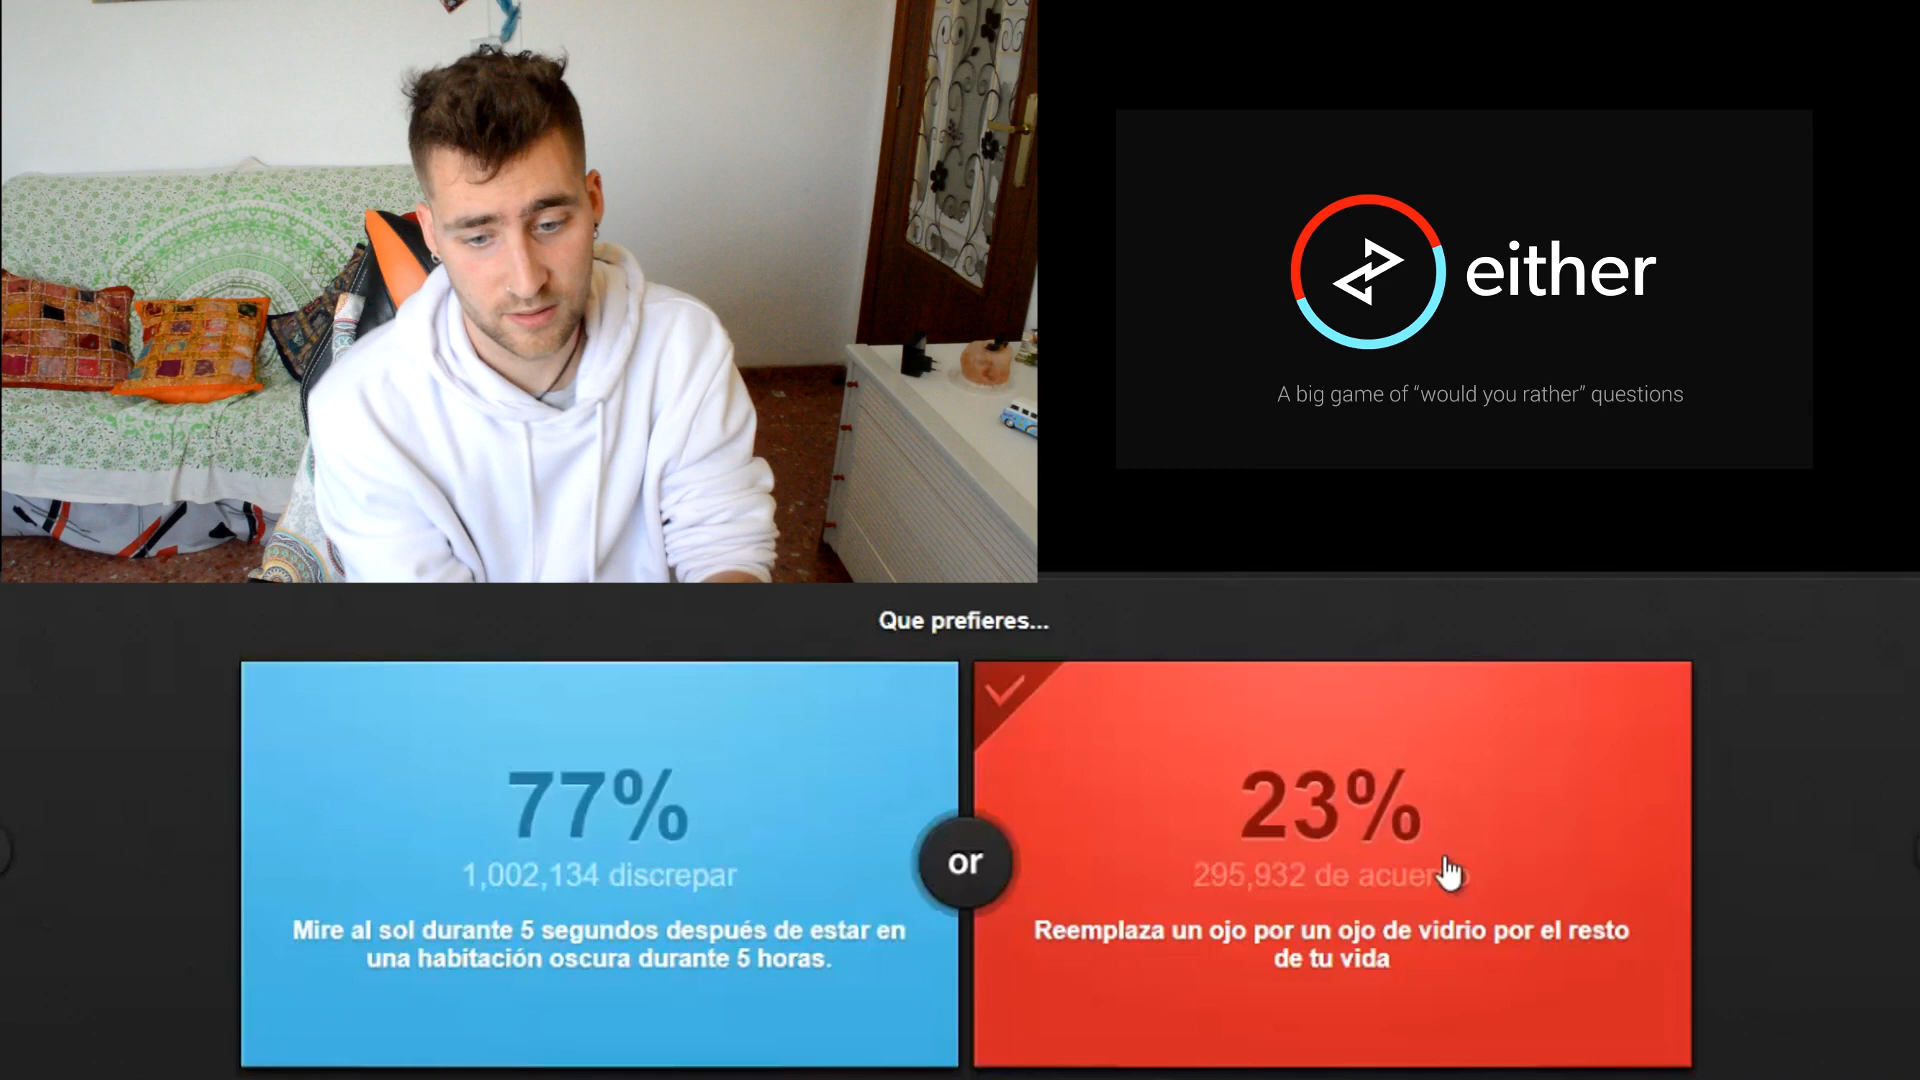 either
A big game of “would you rather” questions
Que prefieres...
77%
1,002,134 discrepar
Mire al sol durante 5 segundos después de estar en
una habitación oscura durante 5 horas.
or
23%
295,932 de
Reemplaza un ojo por un ojo de vidrio por el resto
de tu vida